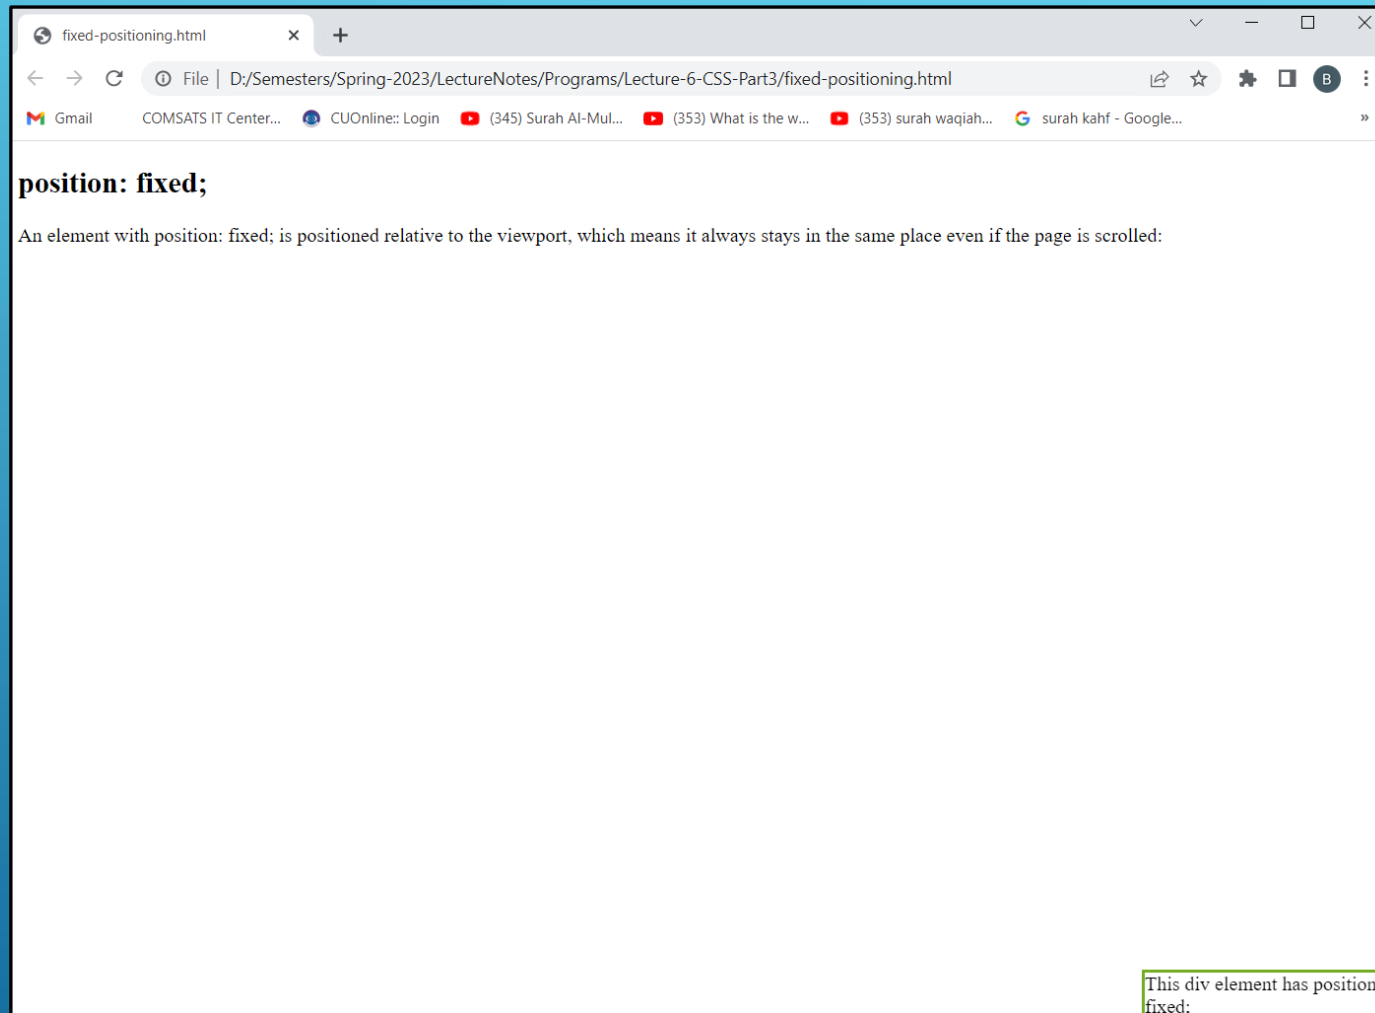 fixed-positioning.html
File | D:/Semesters/Spring-2023/LectureNotes/Programs/Lecture-6-CSS-Part3/fixed-positioning.html
B
Gmail COMSATS IT Center... CUOnline:: Login (345) Surah Al-Mul... (353) What is the w... (353) surah waqiah... surah kahf - Google... »
position: fixed;
An element with position: fixed; is positioned relative to the viewport, which means it always stays in the same place even if the page is scrolled:
This div element has position
fixed;